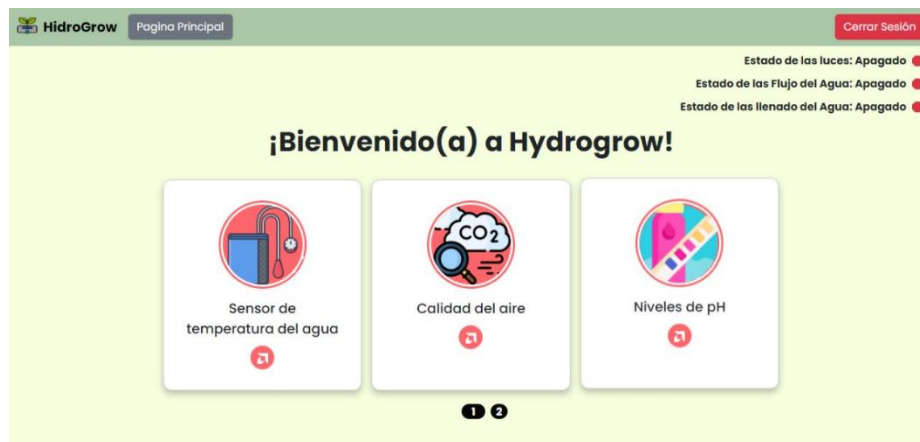 HidroGrow
Pagina Principal
Cerrar Sesión
Estado de las luces: Apagado
Estado de las Flujo del Agua: Apagado
Estado de las llenado del Agua: Apagado
¡Bienvenido(a) a Hydrogrow!
Sensor de
temperatura del agua
CO2
Calidad del aire
Niveles de pH
1 2